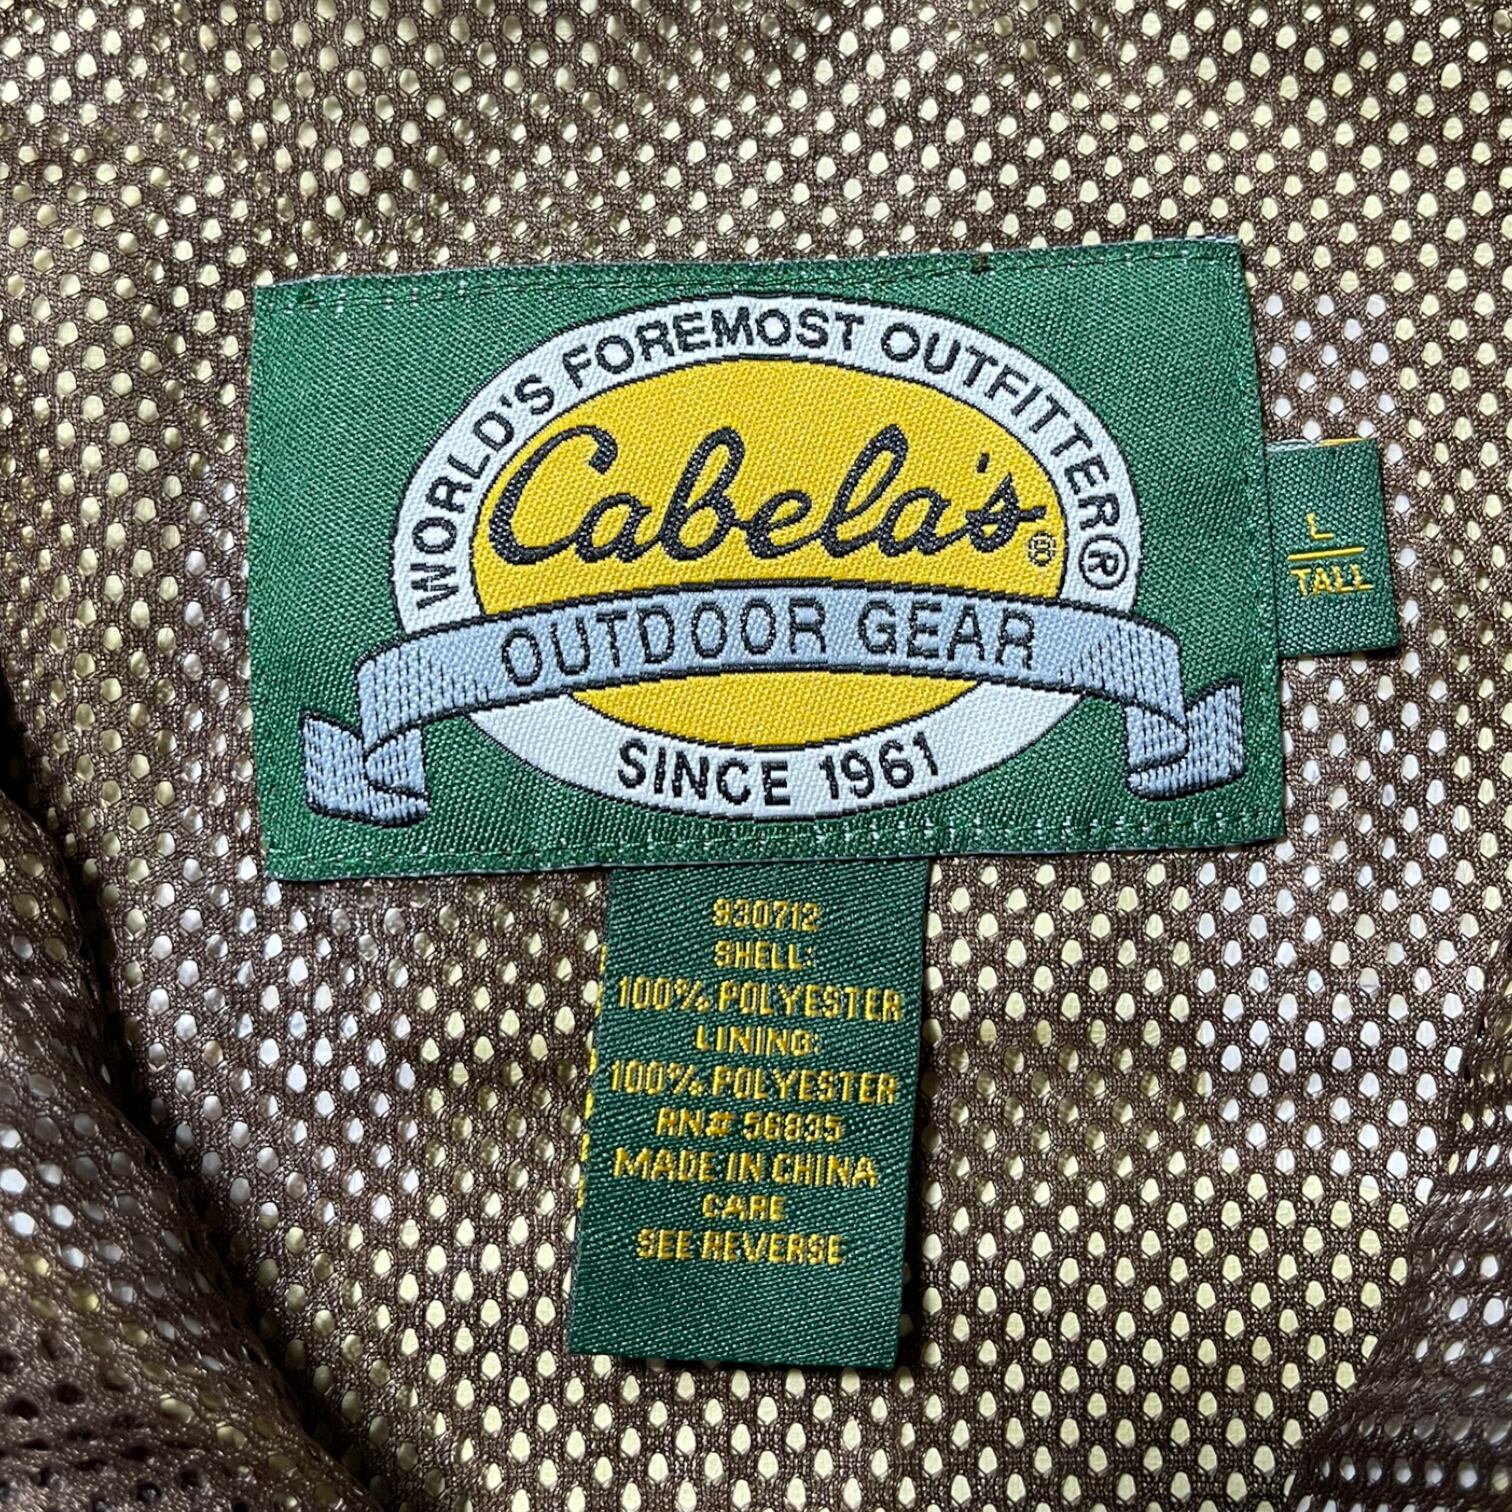 WORLD'S FOREMOST OUTFITTER®
Cabela's®
OUTDOOR GEAR
SINCE 1961
L
TALL
930712
SHELL:
100% POLYESTER
LINING:
100% POLYESTER
RN# 56835
MADE IN CHINA
CARE
SEE REVERSE